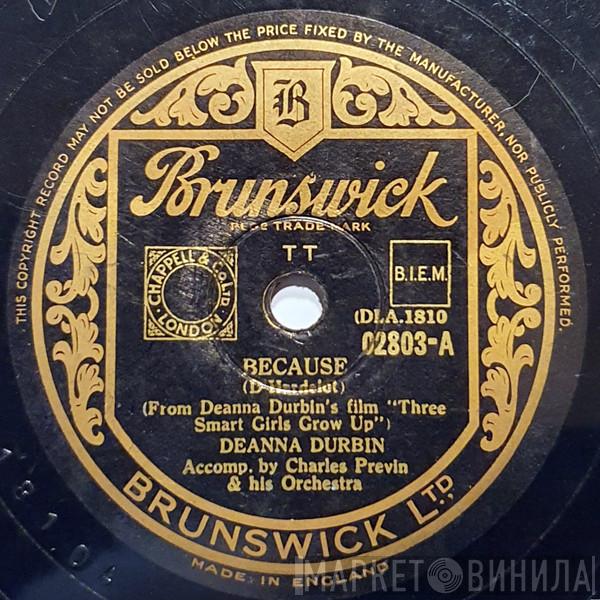 THIS COPYRIGHT RECORD MAY NOT BE SOLD BELOW THE PRICE FIXED BY THE MANUFACTURER, NOR PUBLICLY PERFORMED.
B
Brunswick
REGD TRADE MARK
TT
CHAPPELL & CO. LTD.
LONDON
B.I.E.M.
(DLA.1810
02803-A
BECAUSE
(D'Hardelot)
(From Deanna Durbin's film "Three
Smart Girls Grow Up")
DEANNA DURBIN
Accomp. by Charles Previn
& his Orchestra
BRUNSWICK LTD.,
MADE IN ENGLAND
МАРКЕТ ВИНИЛА